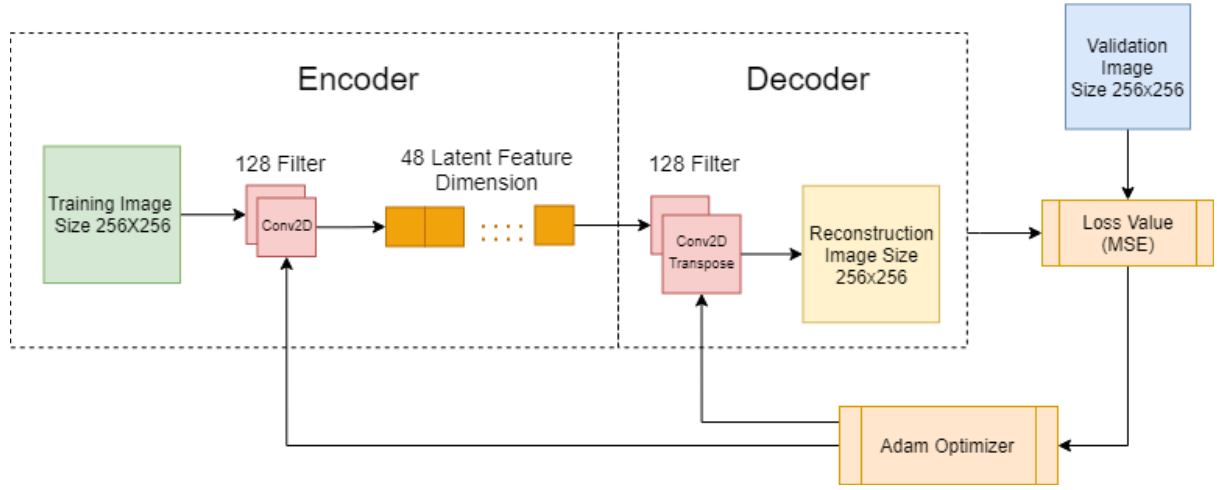 Encoder
Decoder
Validation
Image
Size 256x256
128 Filter
48 Latent Feature
Dimension
128 Filter
Training Image
Size 256X256
Conv2D
Conv2D
Transpose
Reconstruction
Image Size
256x256
Loss Value
(MSE)
Adam Optimizer